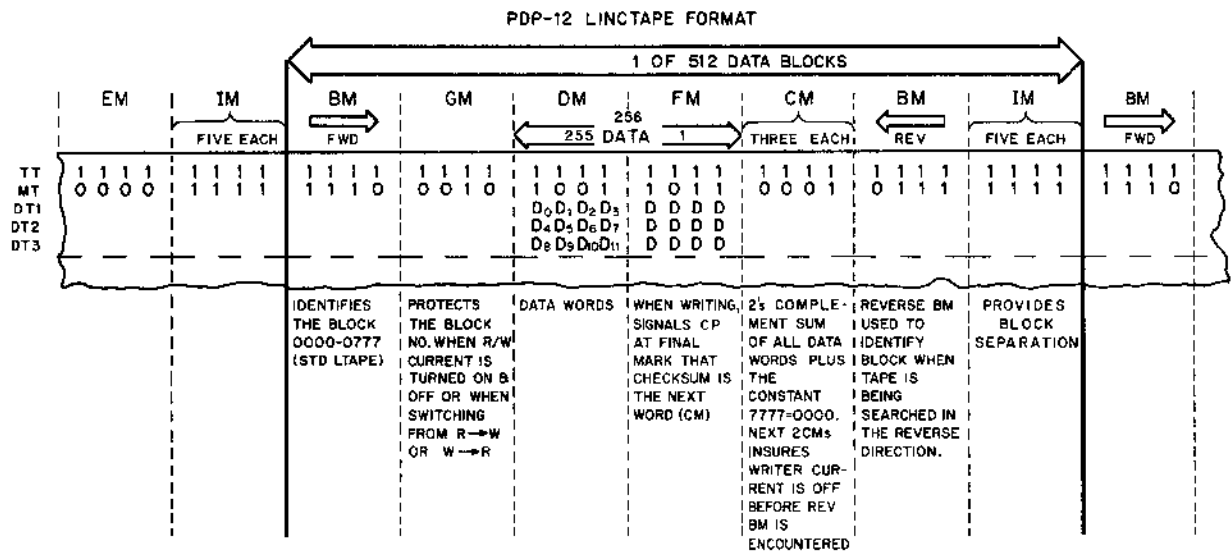 PDP-12 LINCTAPE FORMAT
1 OF 512 DATA BLOCKS
EM IM BM GM DM FM CM BM IM BM
FIVE EACH FWD 255 DATA 256 1 THREE EACH REV FIVE EACH FWD
TT 1 1 1 1 1 1 1 1 1 1 1 1 1 1 1 1 1 1 1 1 1 1 1 1 1 1 1 1 1 1 1 1 1 1 1 1 1 1 1 1
MT 0 0 0 0 1 1 1 1 1 1 1 0 0 0 1 0 1 0 0 1 1 0 1 1 0 0 0 1 0 1 1 1 1 1 1 1 1 1 1 0
DT1 D0 D1 D2 D3 D D D D
DT2 D4 D5 D6 D7 D D D D
DT3 D8 D9 D10 D11 D D D D
IDENTIFIES
THE BLOCK
0000-0777
(STD LTAPE)
PROTECTS
THE BLOCK
NO. WHEN R/W
CURRENT IS
TURNED ON &
OFF OR WHEN
SWITCHING
FROM R→W
OR W→R
DATA WORDS
WHEN WRITING,
SIGNALS CP
AT FINAL
MARK THAT
CHECKSUM IS
THE NEXT
WORD (CM)
2's COMPLE-
MENT SUM
OF ALL DATA
WORDS PLUS
THE
CONSTANT
7777=0000.
NEXT 2CMs
INSURES
WRITER CUR-
RENT IS OFF
BEFORE REV
BM IS
ENCOUNTERED
REVERSE BM
USED TO
IDENTIFY
BLOCK WHEN
TAPE IS
BEING
SEARCHED IN
THE REVERSE
DIRECTION.
PROVIDES
BLOCK
SEPARATION